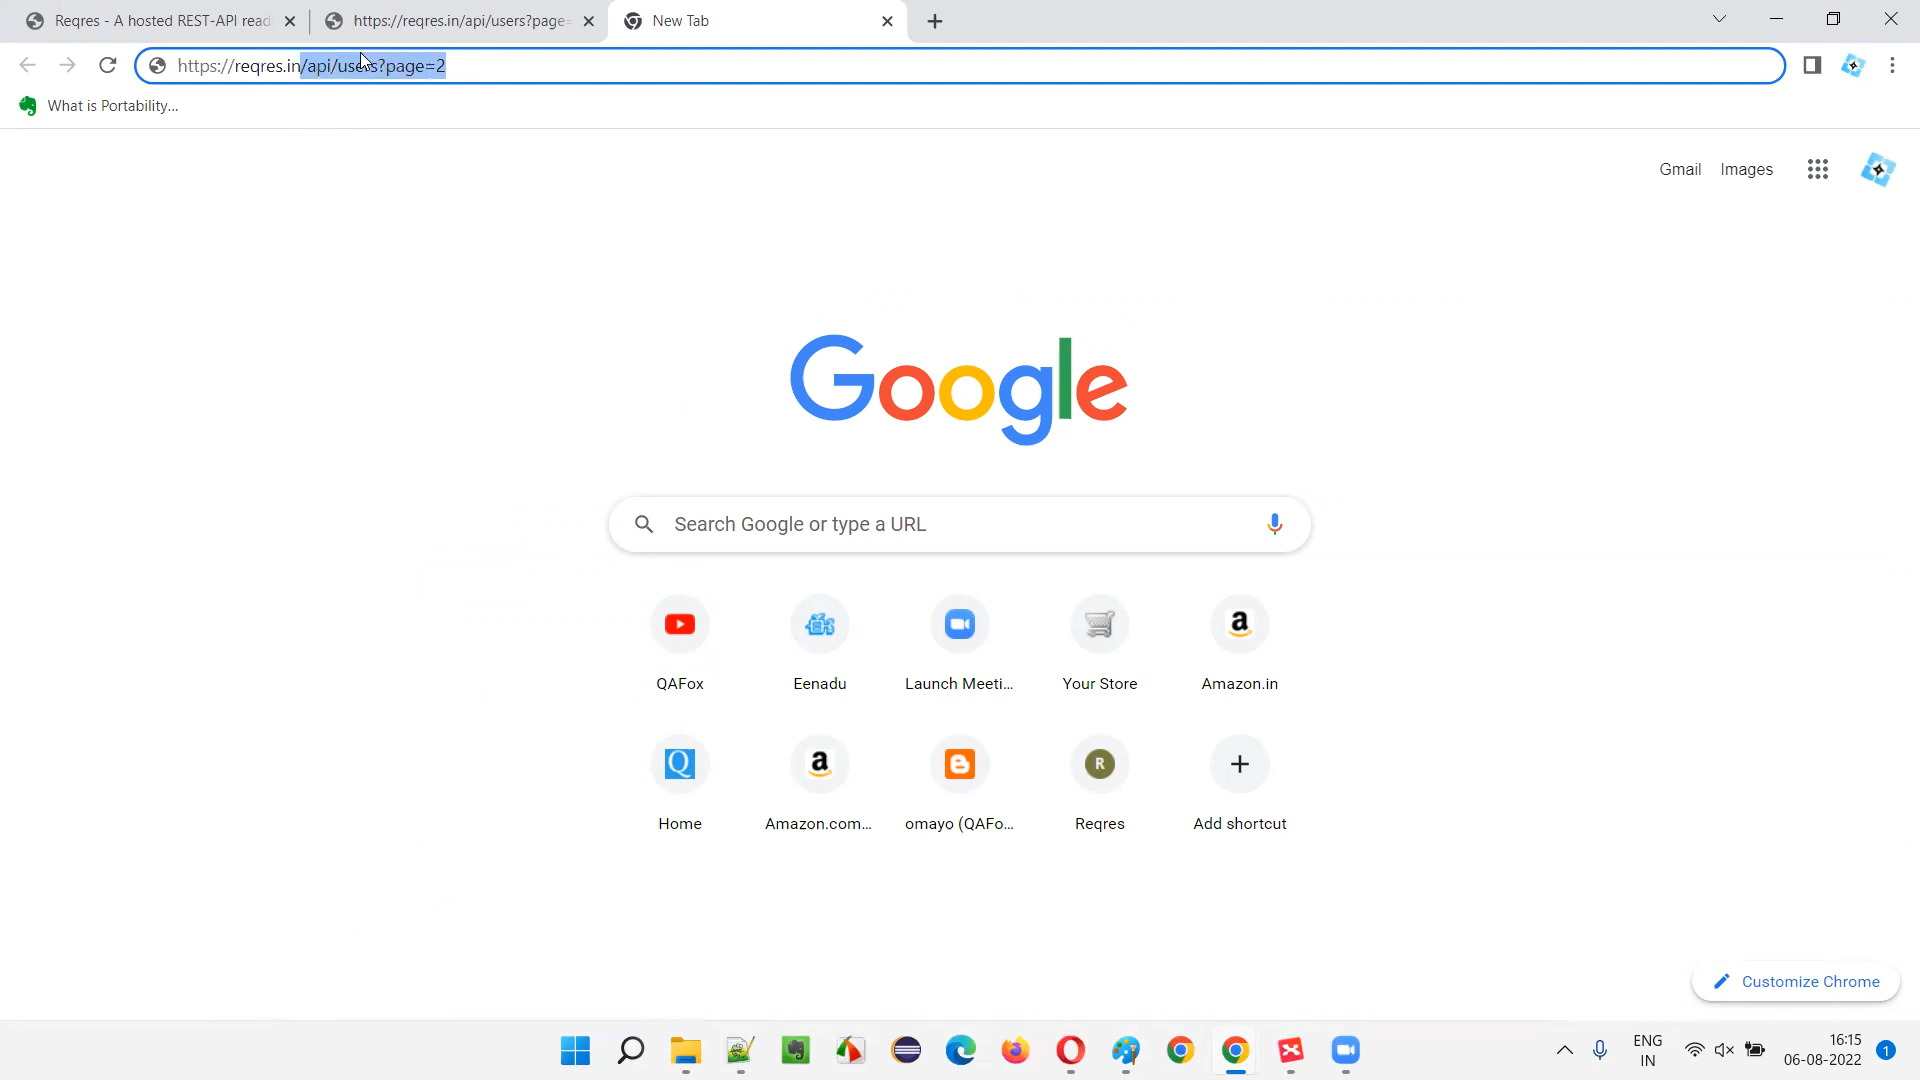 Reqres - A hosted REST-API read
https://reqres.in/api/users?page=
New Tab
https://reqres.in/api/users?page=2
What is Portability...
Gmail
Images
Google
Search Google or type a URL
QAFox
Eenadu
Launch Meeti...
Your Store
Amazon.in
Home
Amazon.com...
omayo (QAFo...
R
Reqres
Add shortcut
Customize Chrome
ENG
IN
16:15
06-08-2022
1